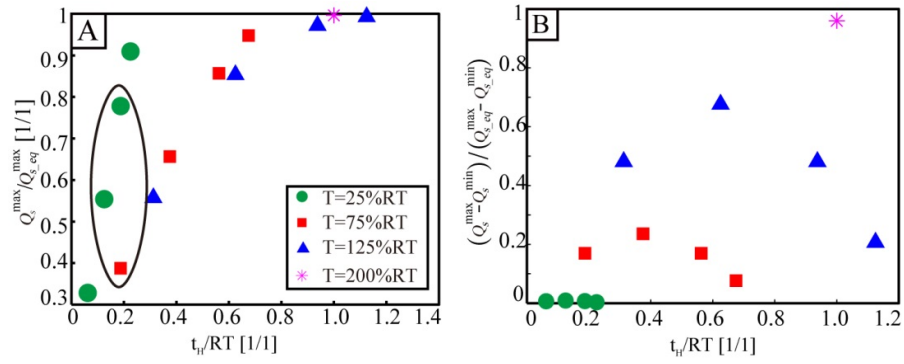 A
Q_s^max/Q_s_eq^max [1/1]
1
0.9
0.8
0.7
0.6
0.5
0.4
0.3
0 0.2 0.4 0.6 0.8 1.0 1.2 1.4
t_H/RT [1/1]
T=25%RT
T=75%RT
T=125%RT
T=200%RT
B
(Q_s^max-Q_s^min)/(Q_s_eq^max-Q_s_eq^min)
1
0.8
0.6
0.4
0.2
0
0 0.2 0.4 0.6 0.8 1.0 1.2
t_H/RT [1/1]